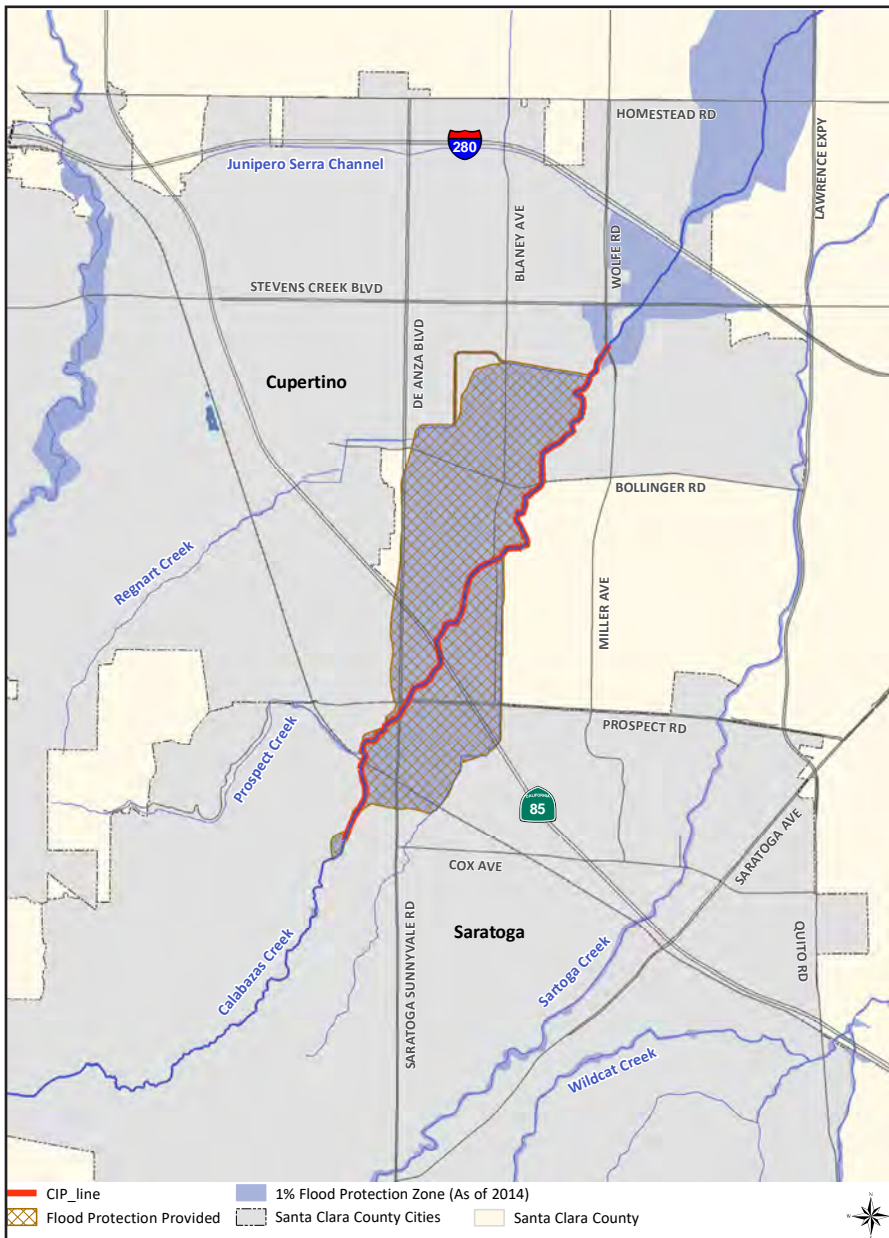 HOMESTEAD RD
280
Junipero Serra Channel
LAWRENCE EXPY
BLANEY AVE
WOLFE RD
STEVENS CREEK BLVD
DE ANZA BLVD
Cupertino
BOLLINGER RD
Regnart Creek
MILLER AVE
PROSPECT RD
Prospect Creek
CALIFORNIA
85
SARATOGA AVE
COX AVE
SARATOGA SUNNYVALE RD
Saratoga
QUITO RD
Calabazas Creek
Sartoga Creek
Wildcat Creek
CIP_line
1% Flood Protection Zone (As of 2014)
Flood Protection Provided
Santa Clara County Cities
Santa Clara County
N